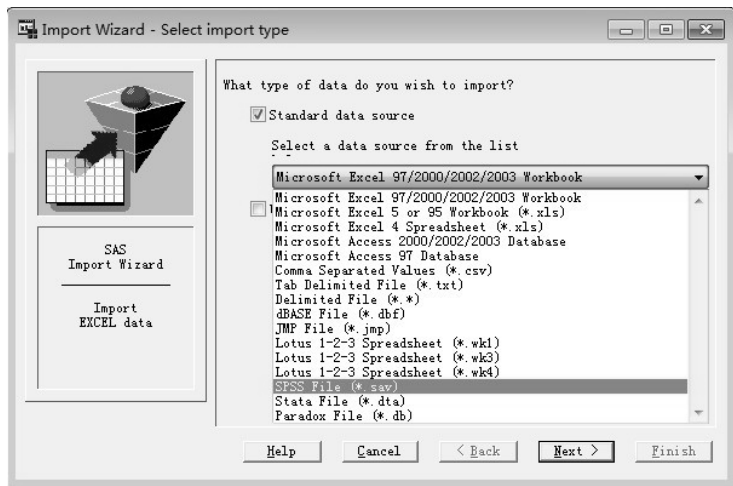 Import Wizard - Select import type
What type of data do you wish to import?
Standard data source
Select a data source from the list
Microsoft Excel 97/2000/2002/2003 Workbook
Microsoft Excel 97/2000/2002/2003 Workbook
Microsoft Excel 5 or 95 Workbook (*.xls)
Microsoft Excel 4 Spreadsheet (*.xls)
Microsoft Access 2000/2002/2003 Database
Microsoft Access 97 Database
Comma Separated Values (*.csv)
Tab Delimited File (*.txt)
Delimited File (*.*)
dBASE File (*.dbf)
JMP File (*.jmp)
Lotus 1-2-3 Spreadsheet (*.wk1)
Lotus 1-2-3 Spreadsheet (*.wk3)
Lotus 1-2-3 Spreadsheet (*.wk4)
SPSS File (*.sav)
Stata File (*.dta)
Paradox File (*.db)
SAS
Import Wizard
Import
EXCEL data
Help
Cancel
< Back
Next >
Finish